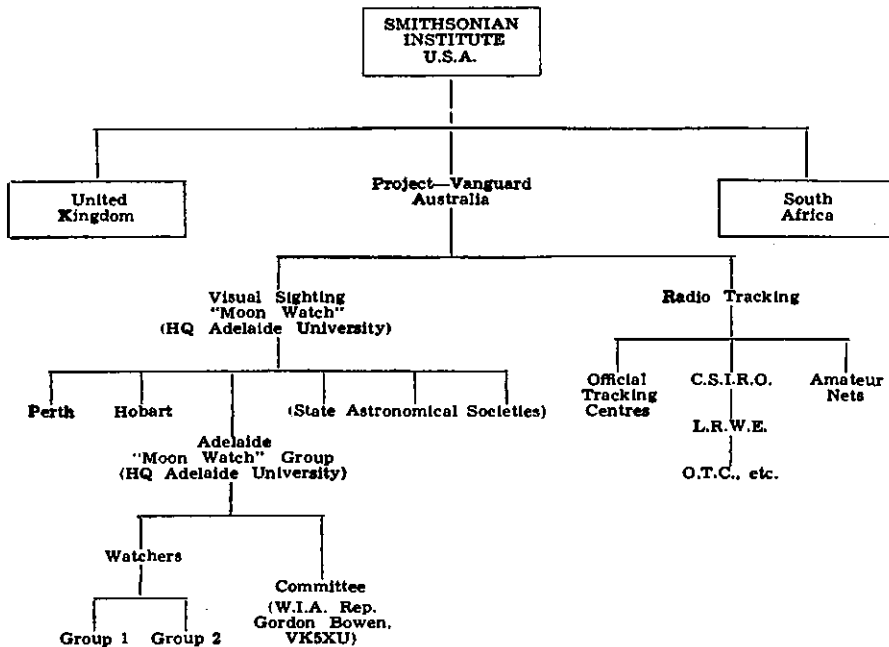 SMITHSONIAN
INSTITUTE
U.S.A.
United
Kingdom
Project—Vanguard
Australia
South
Africa
Visual Sighting
"Moon Watch"
(HQ Adelaide University)
Radio Tracking
Perth
Hobart
(State Astronomical Societies)
Official
Tracking
Centres
C.S.I.R.O.
Amateur
Nets
L.R.W.E.
O.T.C., etc.
Adelaide
"Moon Watch" Group
(HQ Adelaide University)
Watchers
Committee
(W.I.A. Rep.
Gordon Bowen,
VK5XU)
Group 1
Group 2